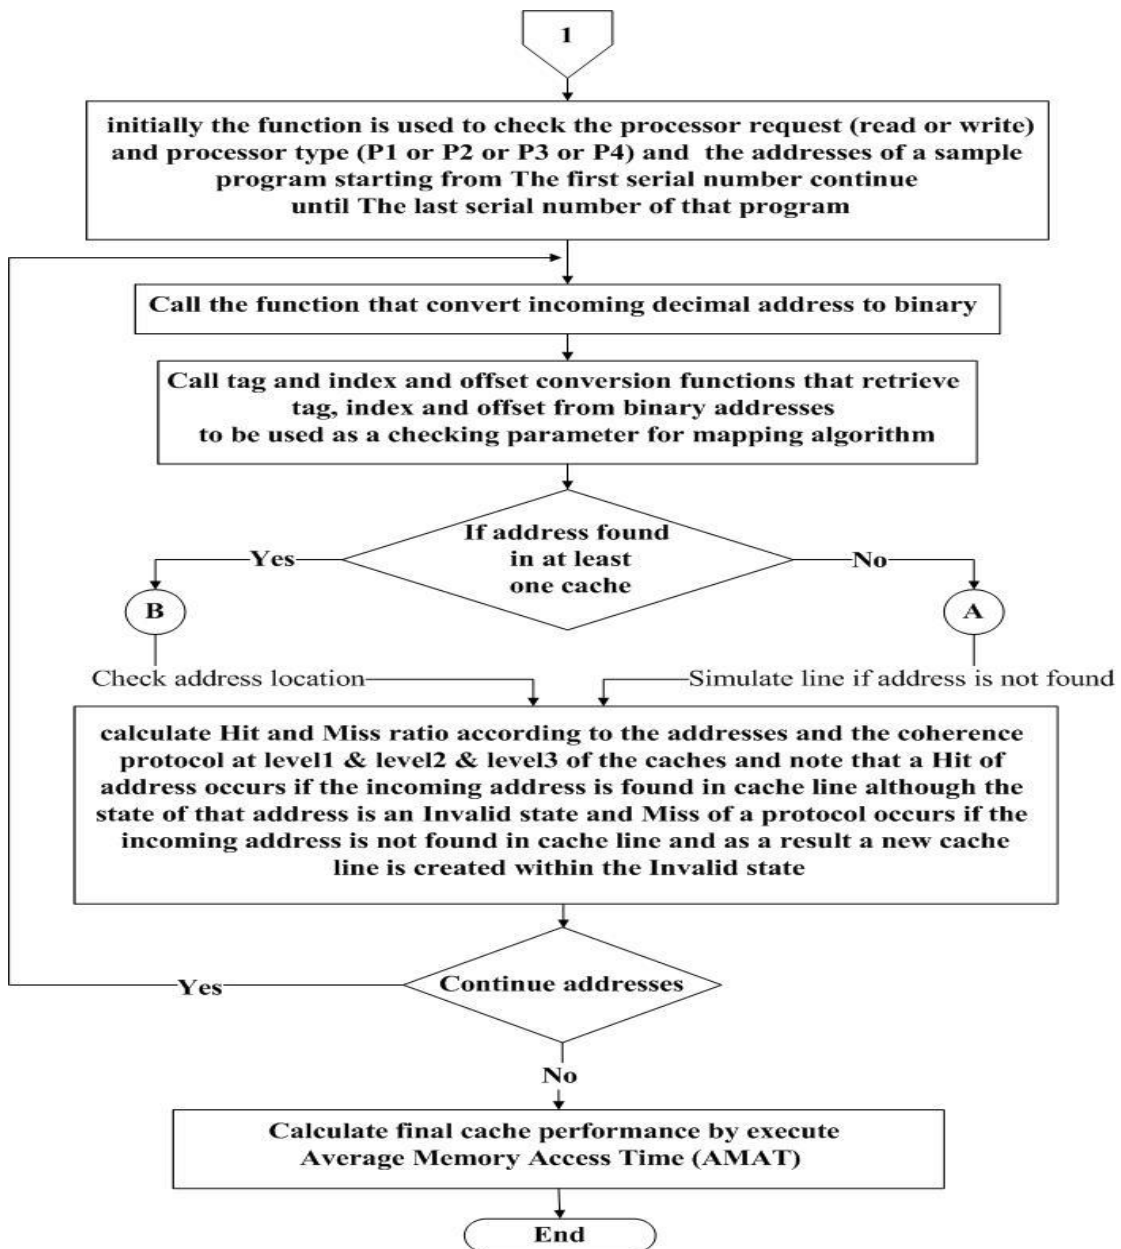 1
initially the function is used to check the processor request (read or write)
and processor type (P1 or P2 or P3 or P4) and the addresses of a sample
program starting from The first serial number continue
until The last serial number of that program
Call the function that convert incoming decimal address to binary
Call tag and index and offset conversion functions that retrieve
tag, index and offset from binary addresses
to be used as a checking parameter for mapping algorithm
If address found
in at least
one cache
Yes
No
B
A
Check address location
Simulate line if address is not found
calculate Hit and Miss ratio according to the addresses and the coherence
protocol at level1 & level2 & level3 of the caches and note that a Hit of
address occurs if the incoming address is found in cache line although the
state of that address is an Invalid state and Miss of a protocol occurs if the
incoming address is not found in cache line and as a result a new cache
line is created within the Invalid state
Continue addresses
Yes
No
Calculate final cache performance by execute
Average Memory Access Time (AMAT)
End